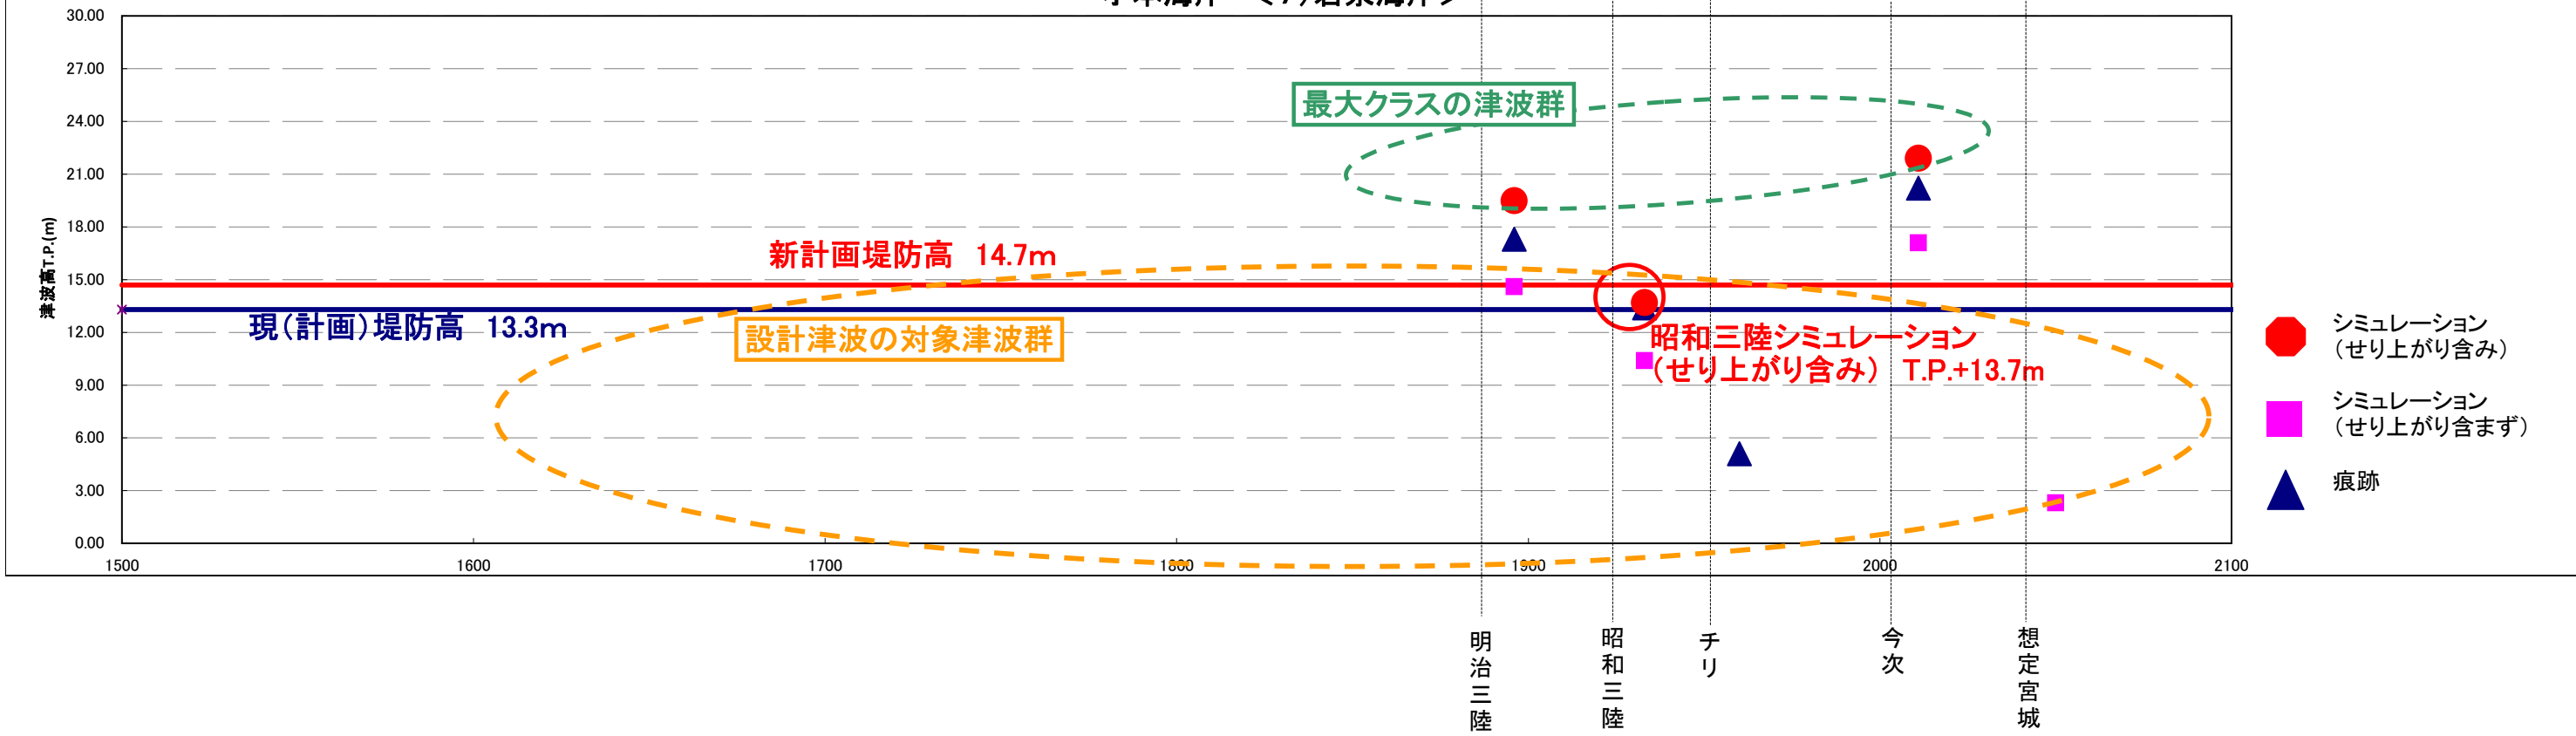 30.00
27.00
24.00
21.00
18.00
15.00
12.00
9.00
6.00
3.00
0.00
津波高T.P.(m)
1500
1600
1700
1800
1900
2000
2100
最大クラスの津波群
新計画堤防高 14.7m
現(計画)堤防高 13.3m
設計津波の対象津波群
昭和三陸シミュレーション
(せり上がり含み) T.P.+13.7m
シミュレーション
(せり上がり含み)
シミュレーション
(せり上がり含まず)
痕跡
明治三陸
昭和三陸
チリ
今次
想定宮城